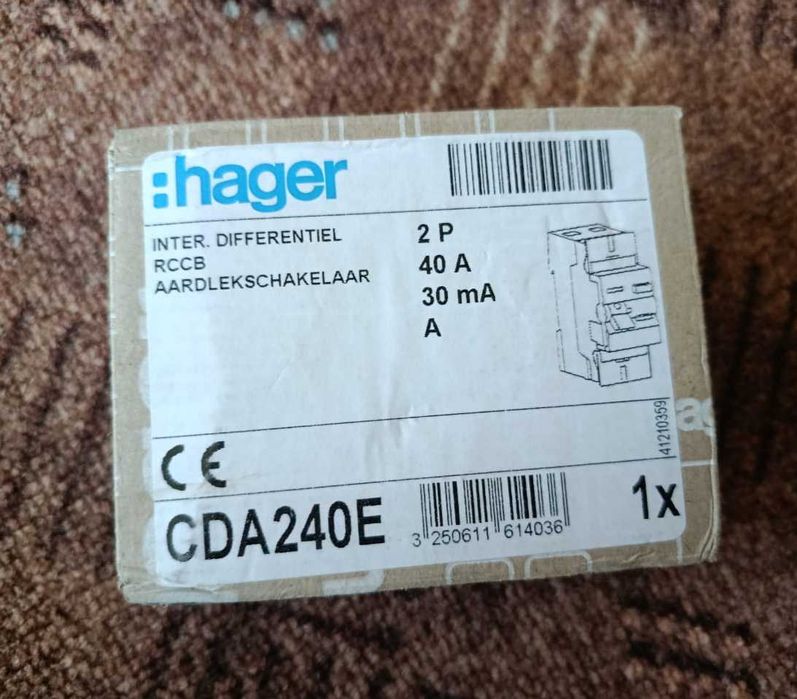 :hager
INTER. DIFFERENTIEL
RCCB
AARDLEKSCHAKELAAR
2 P
40 A
30 mA
A
41210359
CE
CDA240E
3 250611 614036
1x